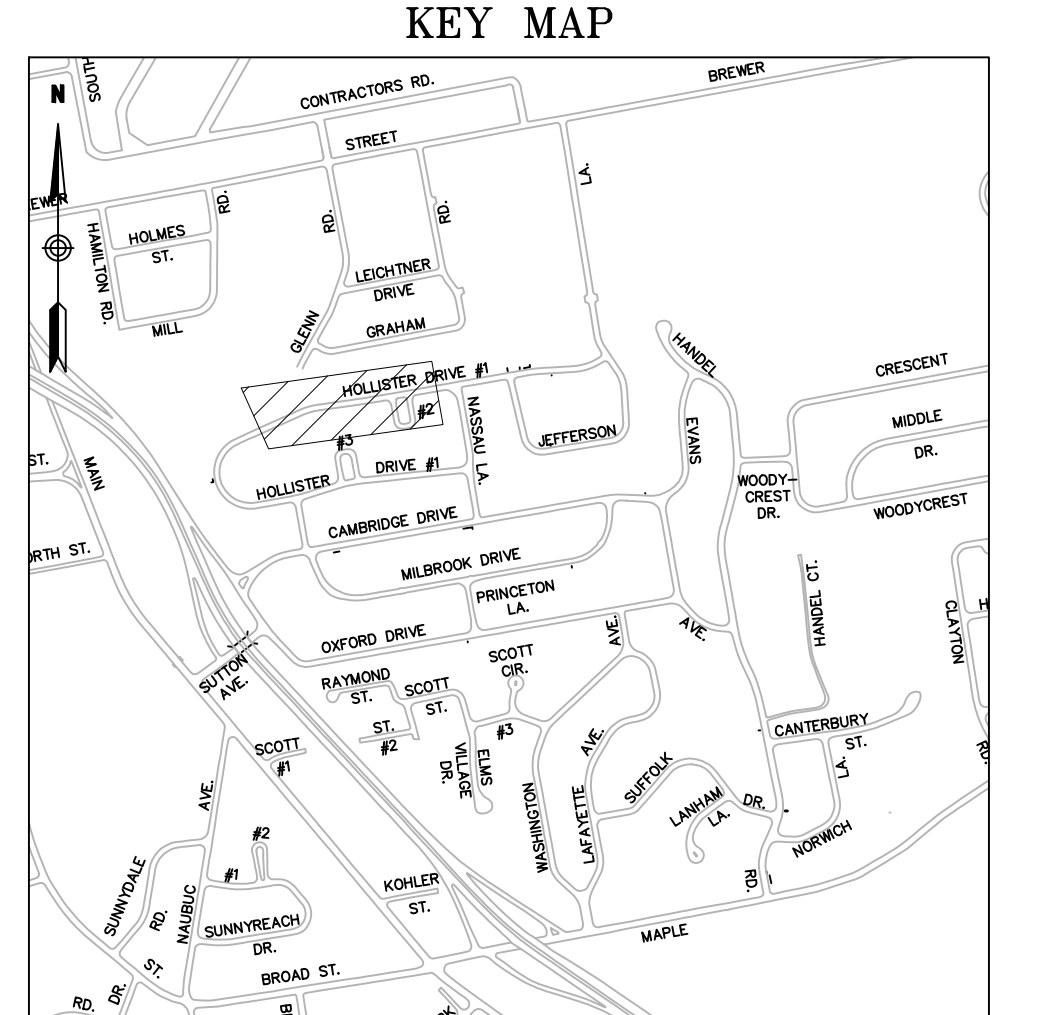 KEY MAP
SOUTH
N
CONTRACTORS RD.
BREWER
STREET
LA.
RD.
RD.
RD.
HAMILTON RD.
HOLMES
ST.
MILL
LEICHTNER
DRIVE
GRAHAM
GLENN
HANDEL
CRESCENT
HOLLISTER DRIVE #1
#2
NASSAU LA.
JEFFERSON
EVANS
MIDDLE
DR.
#3
DRIVE #1
HOLLISTER
ST.
MAIN
WOODY-
CREST
DR.
WOODYCREST
CAMBRIDGE DRIVE
ORTH ST.
MILBROOK DRIVE
PRINCETON
LA.
HANDEL CT.
CLAYTON
H
OXFORD DRIVE
AVE.
AVE.
SCOTT
CIR.
SUTTON
AVE.
RAYMOND
ST.
SCOTT
ST.
ST.
#2
#3
CANTERBURY
ST.
LA.
RD.
SCOTT
#1
VILLAGE
DR.
ELMS
AVE.
SUFFOLK
LANHAM
LA.
DR.
NORWICH
AVE.
WASHINGTON
LAFAYETTE
#2
#1
SUNNYDALE
RD.
NAUBUC
KOHLER
ST.
RD.
SUNNYREACH
DR.
MAPLE
ST.
BROAD ST.
RD.
DR.